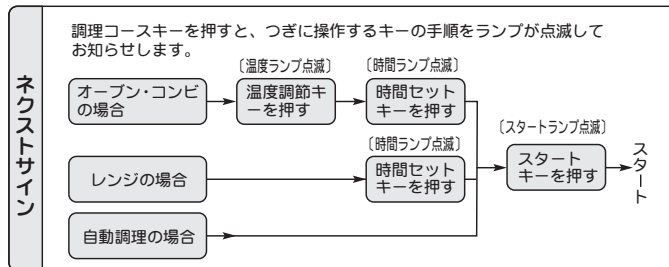 ネクストサイン
調理コースキーを押すと、つぎに操作するキーの手順をランプが点滅して
お知らせします。
〔温度ランプ点滅〕
〔時間ランプ点滅〕
オーブン・コンビ
の場合
温度調節キ
ーを押す
時間セット
キーを押す
〔時間ランプ点滅〕
〔スタートランプ点滅〕
レンジの場合
時間セット
キーを押す
スタート
キーを押す
スタート
自動調理の場合